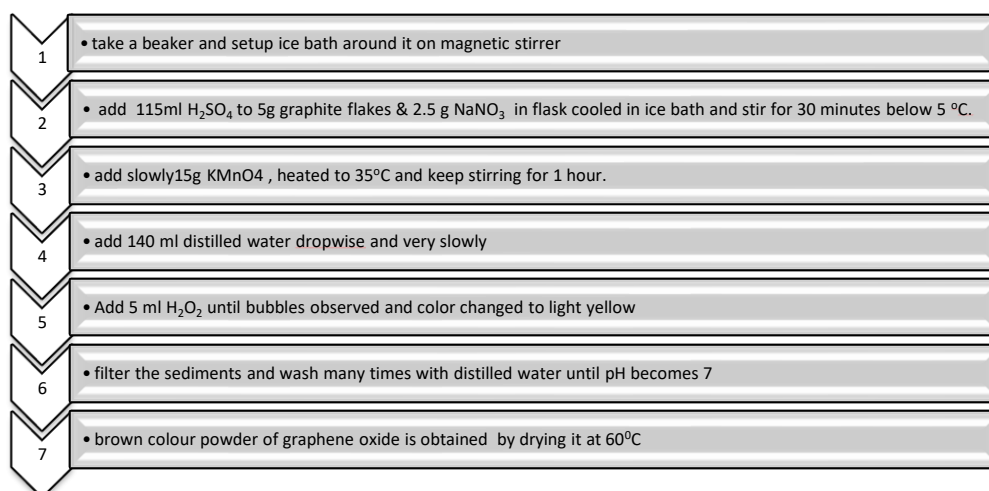 1
• take a beaker and setup ice bath around it on magnetic stirrer
2
• add 115ml H₂SO₄ to 5g graphite flakes & 2.5 g NaNO₃ in flask cooled in ice bath and stir for 30 minutes below 5 ᵒC.
3
• add slowly15g KMnO4 , heated to 35ᵒC and keep stirring for 1 hour.
4
• add 140 ml distilled water dropwise and very slowly
5
• Add 5 ml H₂O₂ until bubbles observed and color changed to light yellow
6
• filter the sediments and wash many times with distilled water until pH becomes 7
7
• brown colour powder of graphene oxide is obtained by drying it at 60⁰C